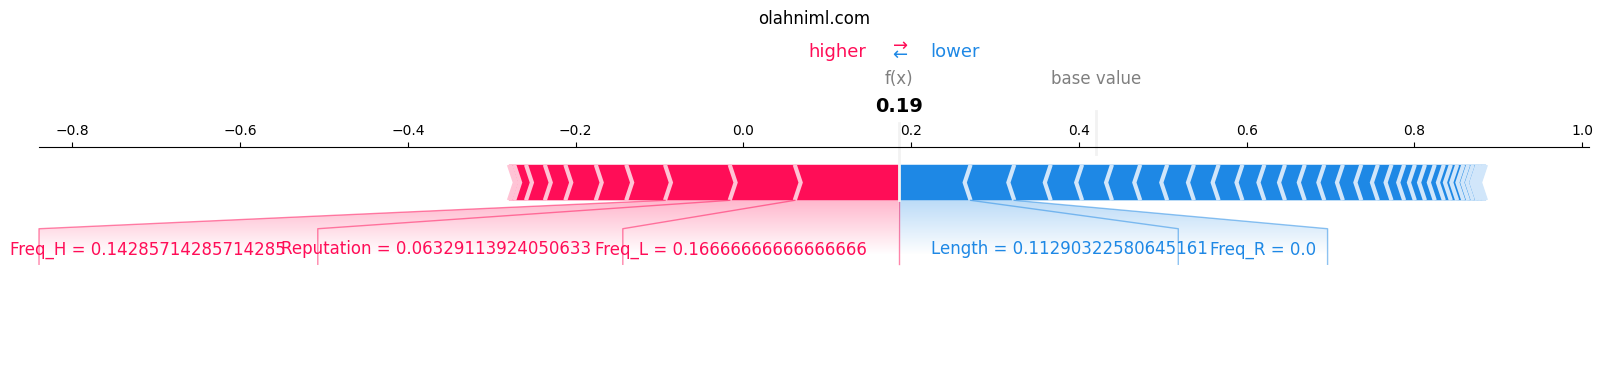 olahniml.com
higher → ← lower
f(x) base value
0.19
−0.8 −0.6 −0.4 −0.2 0.0 0.2 0.4 0.6 0.8 1.0
Freq_H = 0.14285714285714285 Reputation = 0.06329113924050633 Freq_L = 0.16666666666666666 Length = 0.11290322580645161 Freq_R = 0.0